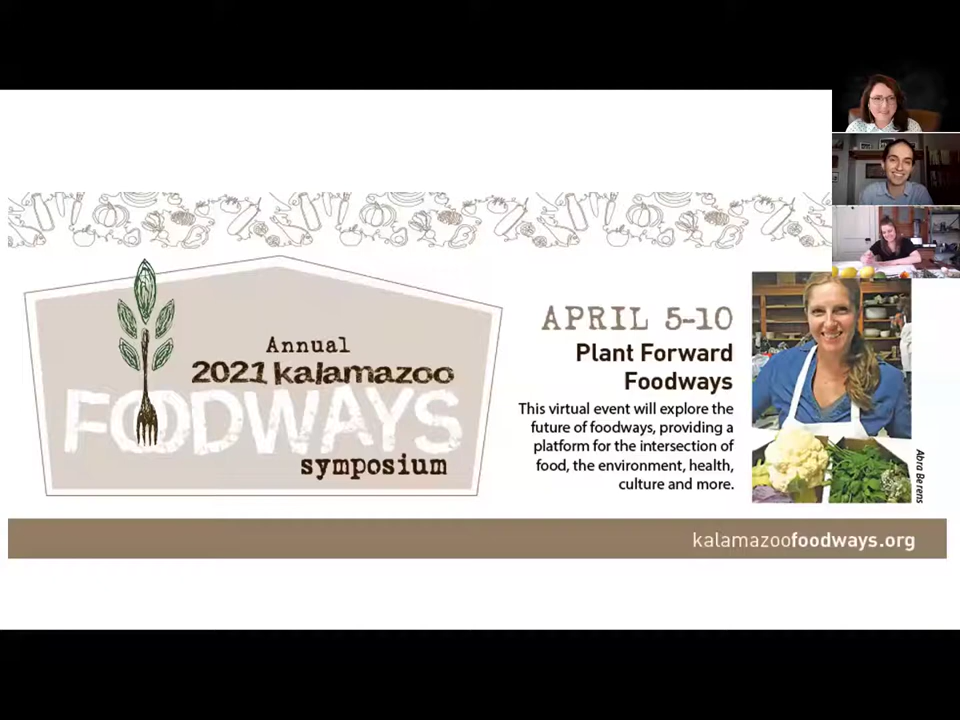 Annual
2021 kalamazoo
FOODWAYS
symposium
APRIL 5-10
Plant Forward
Foodways
This virtual event will explore the
future of foodways, providing a
platform for the intersection of
food, the environment, health,
culture and more.
Abra Berens
kalamazoofoodways.org